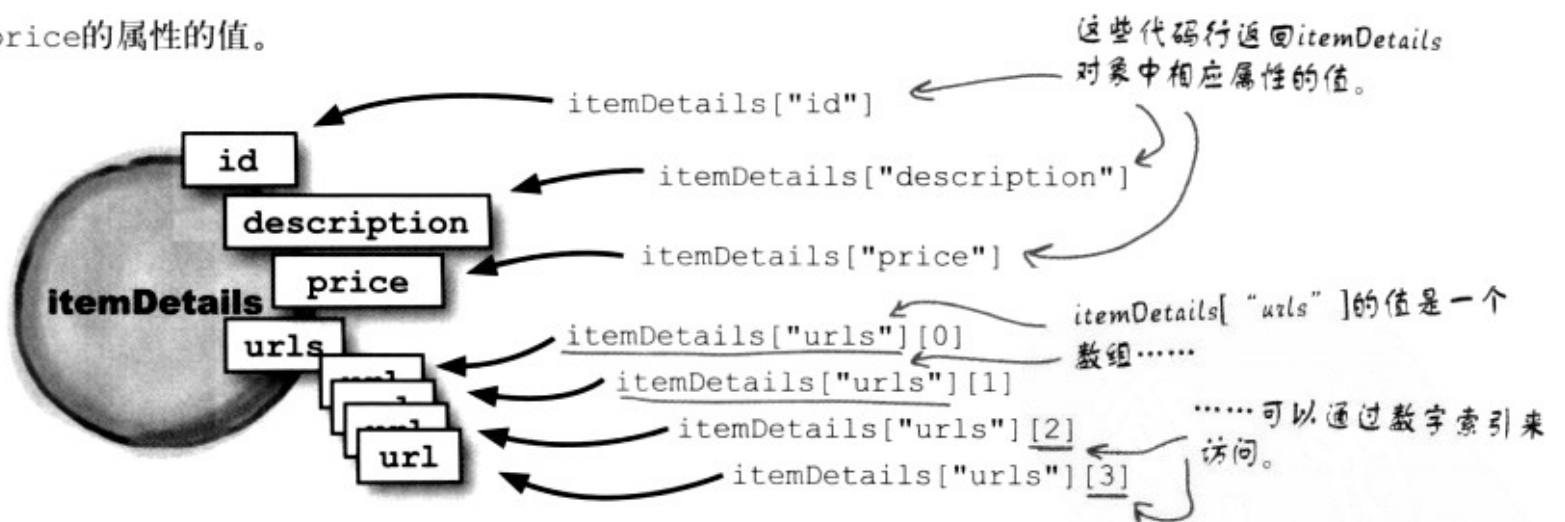 rice的属性的值。
这些代码行返回itemDetails
对象中相应属性的值。
itemDetails["id"]
id
itemDetails["description"]
description
itemDetails["price"]
price
itemDetails
itemDetails[“urls”]的值是一个
数组……
urls
itemDetails["urls"][0]
itemDetails["urls"][1]
itemDetails["urls"][2]
……可以通过数字索引来
访问。
url
itemDetails["urls"][3]